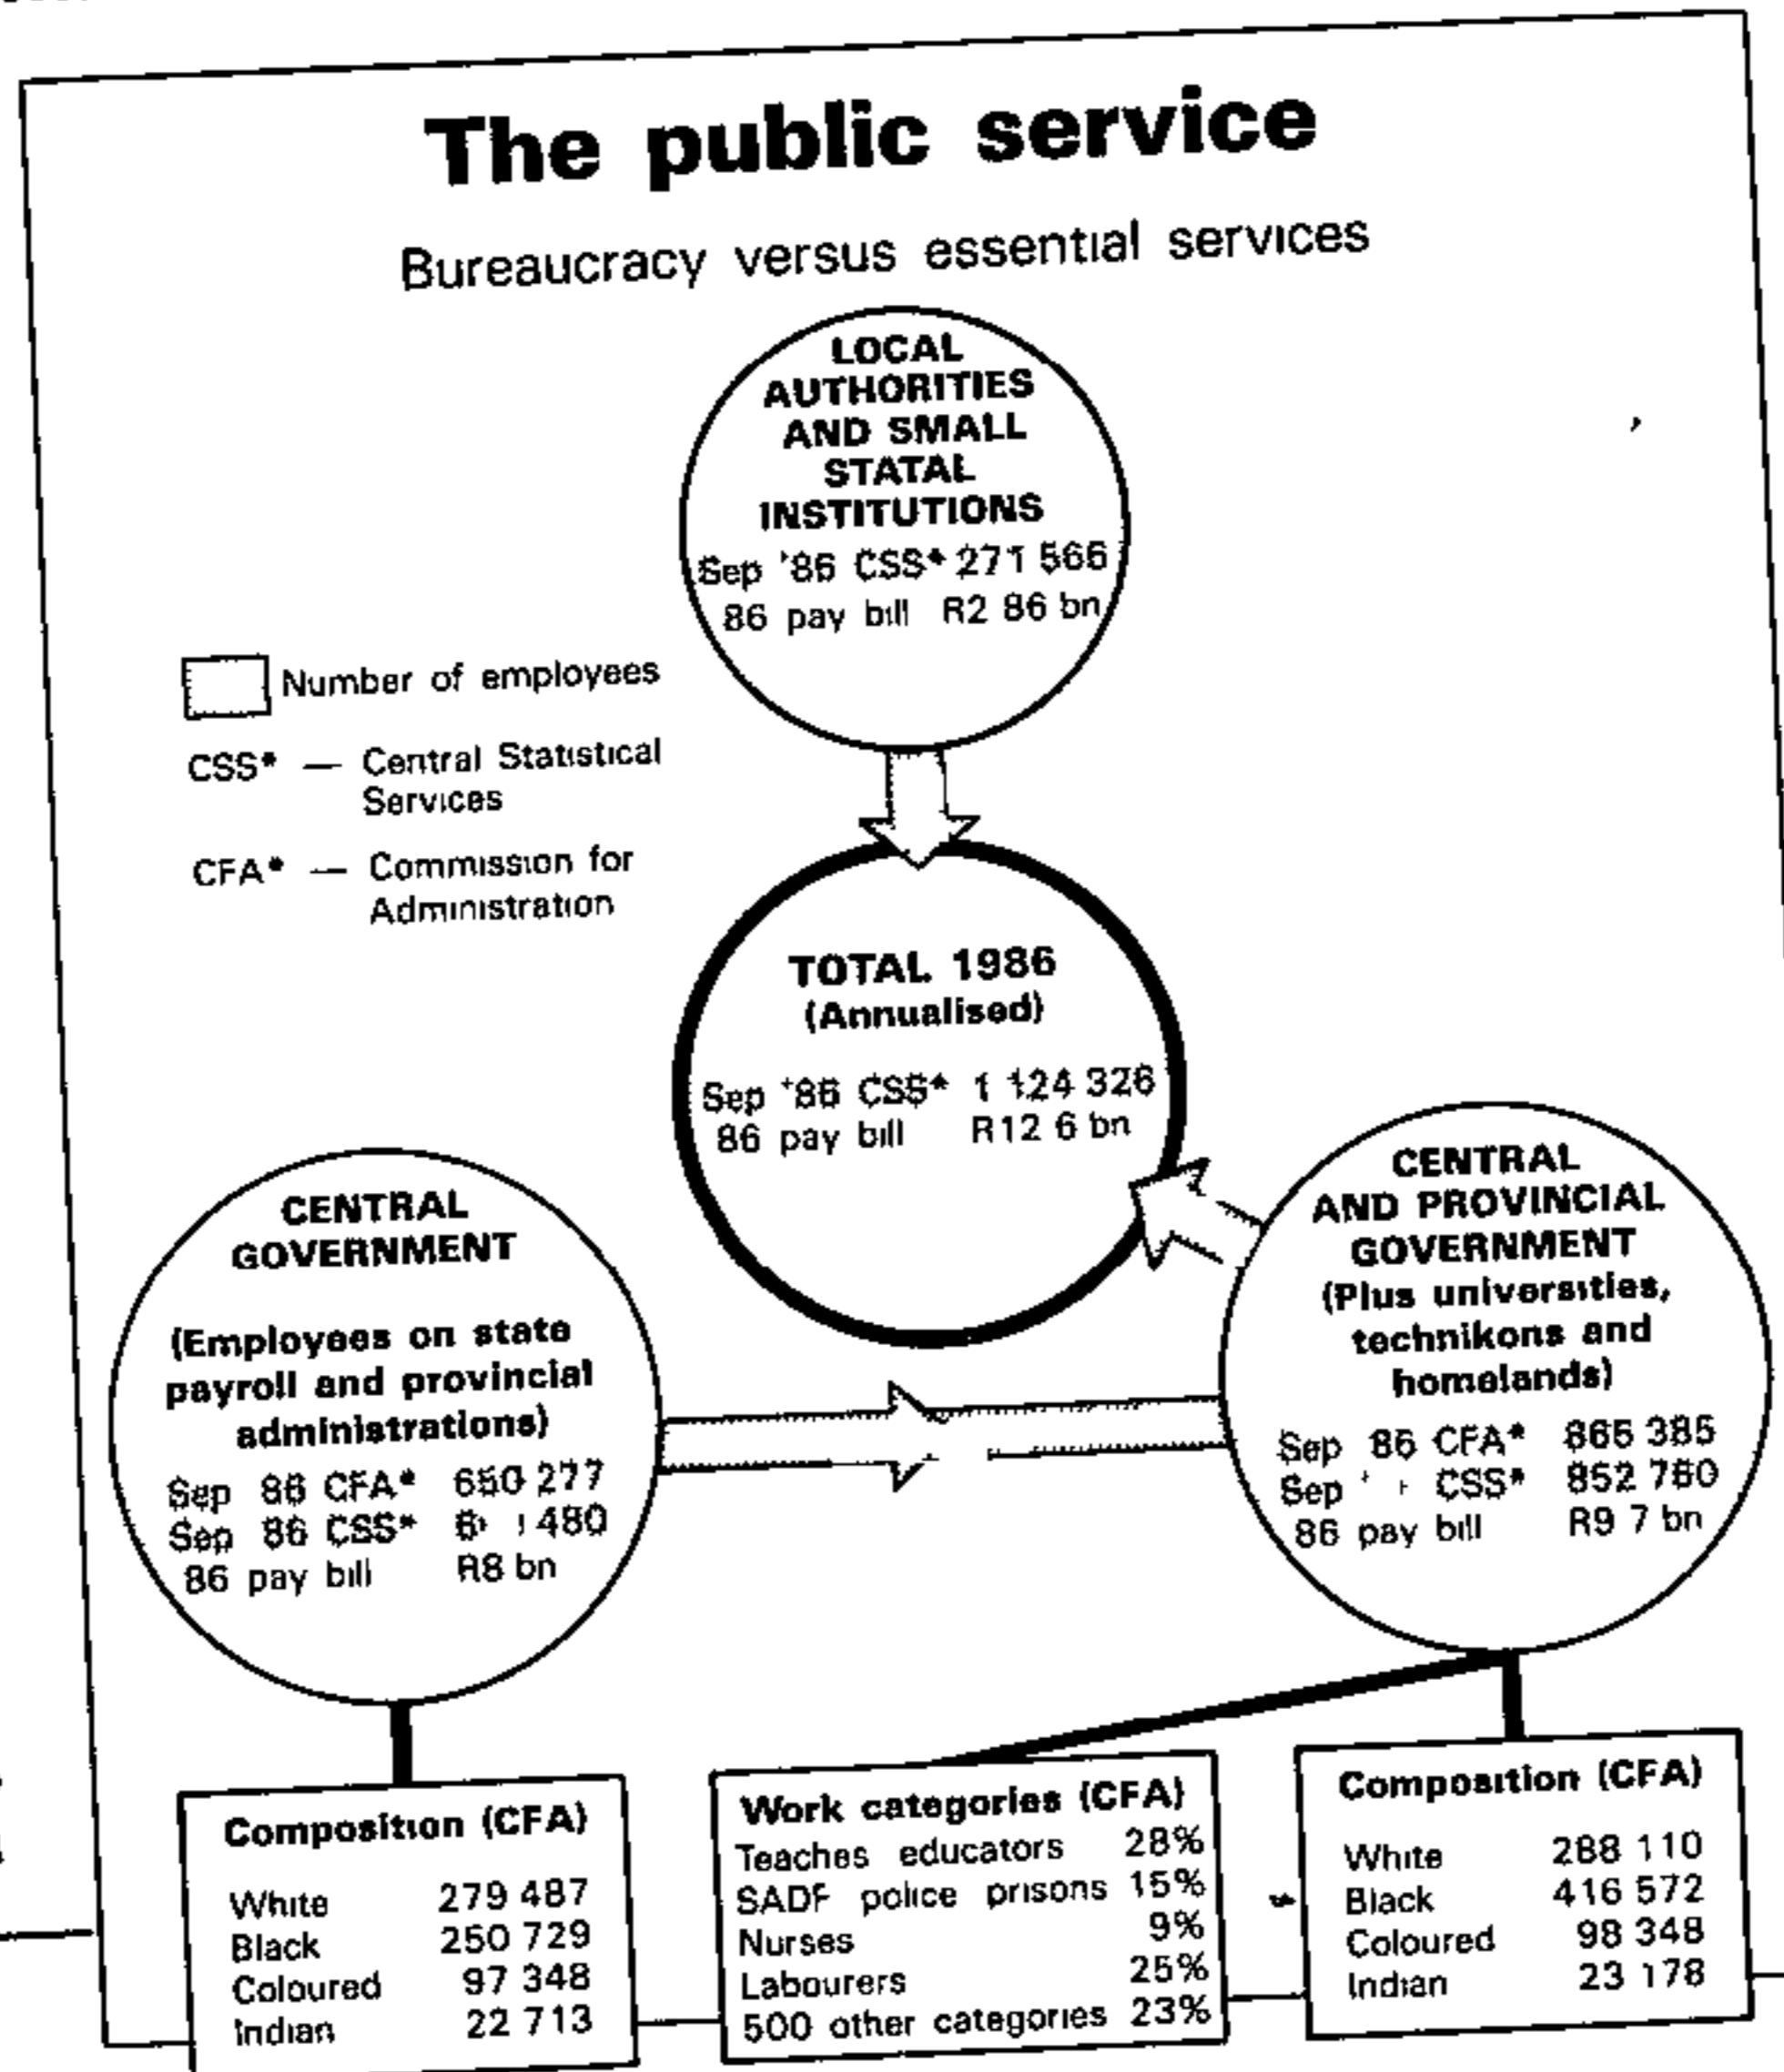 The public service
Bureaucracy versus essential services
LOCAL
AUTHORITIES
AND SMALL
STATAL
INSTITUTIONS
Sep '86 CSS* 271 566
86 pay bill R2 86 bn
Number of employees
CSS* — Central Statistical
Services
CFA* — Commission for
Administration
TOTAL 1986
(Annualised)
Sep '86 CSS* 1 124 326
86 pay bill R12 6 bn
CENTRAL
GOVERNMENT
(Employees on state
payroll and provincial
administrations)
Sep 86 CFA* 650 277
Sep 86 CSS* 480
86 pay bill R8 bn
CENTRAL
AND PROVINCIAL
GOVERNMENT
(Plus universities,
technikons and
homelands)
Sep 86 CFA* 865 385
Sep CSS* 852 760
86 pay bill R9 7 bn
Composition (CFA)
White 279 487
Black 250 729
Coloured 97 348
Indian 22 713
Work categories (CFA)
Teaches educators 28%
SADF police prisons 15%
Nurses 9%
Labourers 25%
500 other categories 23%
Composition (CFA)
White 288 110
Black 416 572
Coloured 98 348
Indian 23 178